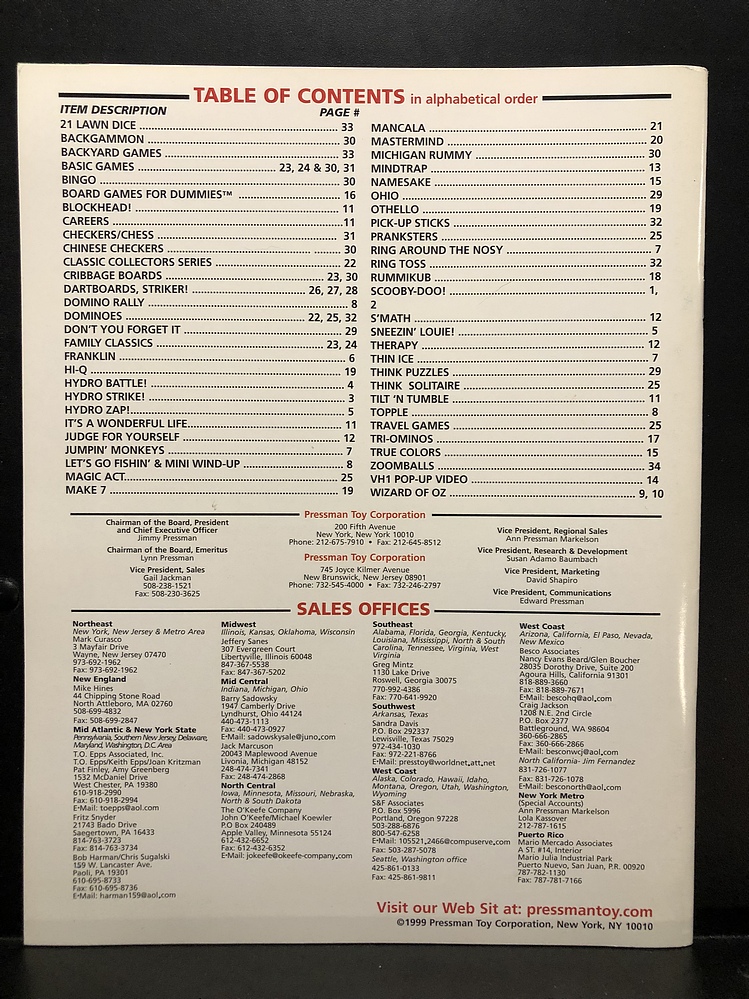 TABLE OF CONTENTS in alphabetical order
ITEM DESCRIPTION PAGE #
21 LAWN DICE 33
BACKGAMMON 30
BACKYARD GAMES 33
BASIC GAMES 23, 24 & 30, 31
BINGO 30
BOARD GAMES FOR DUMMIES™ 16
BLOCKHEAD! 11
CAREERS 11
CHECKERS/CHESS 31
CHINESE CHECKERS 30
CLASSIC COLLECTORS SERIES 22
CRIBBAGE BOARDS 23, 30
DARTBOARDS, STRIKER! 26, 27, 28
DOMINO RALLY 8
DOMINOES 22, 25, 32
DON'T YOU FORGET IT 29
FAMILY CLASSICS 23, 24
FRANKLIN 6
HI-Q 19
HYDRO BATTLE! 4
HYDRO STRIKE! 3
HYDRO ZAP! 5
IT'S A WONDERFUL LIFE 11
JUDGE FOR YOURSELF 12
JUMPIN' MONKEYS 7
LET'S GO FISHIN' & MINI WIND-UP 8
MAGIC ACT 25
MAKE 7 19
MANCALA 21
MASTERMIND 20
MICHIGAN RUMMY 30
MINDTRAP 13
NAMESAKE 15
OHIO 29
OTHELLO 19
PICK-UP STICKS 32
PRANKSTERS 25
RING AROUND THE NOSY 7
RING TOSS 32
RUMMIKUB 18
SCOOBY-DOO! 1,
2
S'MATH 12
SNEEZIN' LOUIE! 5
THERAPY 12
THIN ICE 7
THINK PUZZLES 29
THINK SOLITAIRE 25
TILT 'N TUMBLE 11
TOPPLE 8
TRAVEL GAMES 25
TRI-OMINOS 17
TRUE COLORS 15
ZOOMBALLS 34
VH1 POP-UP VIDEO 14
WIZARD OF OZ 9, 10
Chairman of the Board, President
and Chief Executive Officer
Jimmy Pressman
Chairman of the Board, Emeritus
Lynn Pressman
Vice President, Sales
Gail Jackman
508-238-1521
Fax: 508-230-3625
Pressman Toy Corporation
200 Fifth Avenue
New York, New York 10010
Phone: 212-675-7910 • Fax: 212-645-8512
Pressman Toy Corporation
745 Joyce Kilmer Avenue
New Brunswick, New Jersey 08901
Phone: 732-545-4000 • Fax: 732-246-2797
Vice President, Regional Sales
Ann Pressman Markelson
Vice President, Research & Development
Susan Adamo Baumbach
Vice President, Marketing
David Shapiro
Vice President, Communications
Edward Pressman
SALES OFFICES
Northeast
New York, New Jersey & Metro Area
Mark Curasco
3 Mayfair Drive
Wayne, New Jersey 07470
973-692-1962
Fax: 973-692-1962
New England
Mike Hines
44 Chipping Stone Road
North Attleboro, MA 02760
508-699-4832
Fax: 508-699-2847
Mid Atlantic & New York State
Pennsylvania, Southern New Jersey, Delaware,
Maryland, Washington, D.C. Area
T.O. Epps Associated, Inc.
T.O. Epps/Keith Epps/Joan Kritzman
Pat Finley, Amy Greenberg
1532 McDaniel Drive
West Chester, PA 19380
610-918-2990
Fax: 610-918-2994
E-Mail: toepps@aol.com
Fritz Snyder
21743 Bado Drive
Saegertown, PA 16433
814-763-3723
Fax: 814-763-3734
Bob Harman/Chris Sugalski
159 W. Lancaster Ave.
Paoli, PA 19301
610-695-8733
Fax: 610-695-8736
E-Mail: harman159@aol.com
Midwest
Illinois, Kansas, Oklahoma, Wisconsin
Jeffery Sanes
307 Evergreen Court
Libertyville, Illinois 60048
847-367-5538
Fax: 847-367-5202
Mid Central
Indiana, Michigan, Ohio
Barry Sadowsky
1947 Camberly Drive
Lyndhurst, Ohio 44124
440-473-1113
Fax: 440-473-0927
E-Mail: sadowskysale@juno.com
Jack Marcuson
20043 Maplewood Avenue
Livonia, Michigan 48152
248-474-7341
Fax: 248-474-2868
North Central
Iowa, Minnesota, Missouri, Nebraska,
North & South Dakota
The O'Keefe Company
John O'Keefe/Michael Koewler
PO Box 240489
Apple Valley, Minnesota 55124
612-432-6652
Fax: 612-432-6352
E-Mail: jokeefe@okeefe-company.com
Southeast
Alabama, Florida, Georgia, Kentucky,
Louisiana, Mississippi, North & South
Carolina, Tennessee, Virginia, West
Virginia
Greg Mintz
1130 Lake Drive
Roswell, Georgia 30075
770-992-4386
Fax: 770-641-9920
Southwest
Arkansas, Texas
Sandra Davis
P.O. Box 292337
Lewisville, Texas 75029
972-434-1030
Fax: 972-221-8766
E-Mail: presstoy@worldnet.att.net
West Coast
Alaska, Colorado, Hawaii, Idaho,
Montana, Oregon, Utah, Washington,
Wyoming
S&F Associates
P.O Box 5996
Portland, Oregon 97228
503-288-6876
800-547-6258
E-Mail: 105521,2466@compuserve.com
Fax: 503-287-5078
Seattle, Washington office
425-861-0133
Fax: 425-861-9811
West Coast
Arizona, California, El Paso, Nevada,
New Mexico
Besco Associates
Nancy Evans Beard/Glen Boucher
28035 Dorothy Drive, Suite 200
Agoura Hills, California 91301
818-889-3660
Fax: 818-889-7671
E-Mail: bescohq@aol.com
Craig Jackson
1208 N.E. 2nd Circle
P.O. Box 2377
Battleground, WA 98604
360-666-2865
Fax: 360-666-2866
E-Mail: besconwcj@aol.com
North California- Jim Fernandez
831-726-1077
Fax: 831-726-1078
E-Mail: besconorth@aol.com
New York Metro
(Special Accounts)
Ann Pressman Markelson
Lola Kassover
212-787-1615
Puerto Rico
Mario Mercado Associates
A ST. #14, Interior
Mario Julia Industrial Park
Puerto Nuevo, San Juan, P.R. 00920
787-782-1130
Fax: 787-781-7166
Visit our Web Sit at: pressmantoy.com
©1999 Pressman Toy Corporation, New York, NY 10010